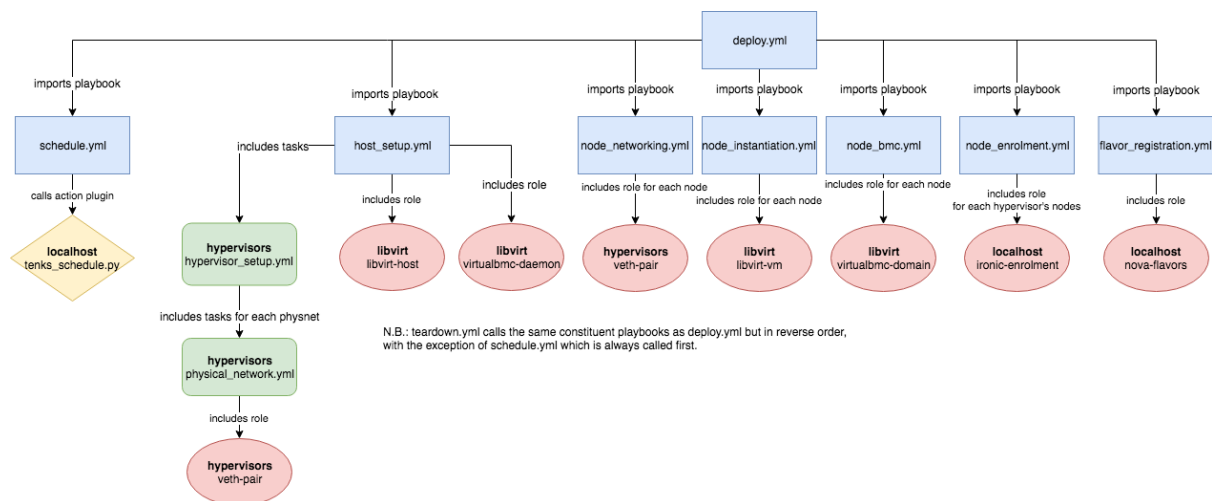 deploy.yml
imports playbook
imports playbook
imports playbook
imports playbook
imports playbook
imports playbook
imports playbook
schedule.yml
host_setup.yml
node_networking.yml
node_instantiation.yml
node_bmc.yml
node_enrolment.yml
flavor_registration.yml
includes tasks
calls action plugin
includes role
includes role
includes role for each node
includes role for each node
includes role for each node
includes role
for each hypervisor's nodes
includes role
localhost
tenks_schedule.py
hypervisors
hypervisor_setup.yml
libvirt
libvirt-host
libvirt
virtualbmc-daemon
hypervisors
veth-pair
libvirt
libvirt-vm
libvirt
virtualbmc-domain
localhost
ironic-enrolment
localhost
nova-flavors
includes tasks for each physnet
N.B.: teardown.yml calls the same constituent playbooks as deploy.yml but in reverse order,
with the exception of schedule.yml which is always called first.
hypervisors
physical_network.yml
includes role
hypervisors
veth-pair